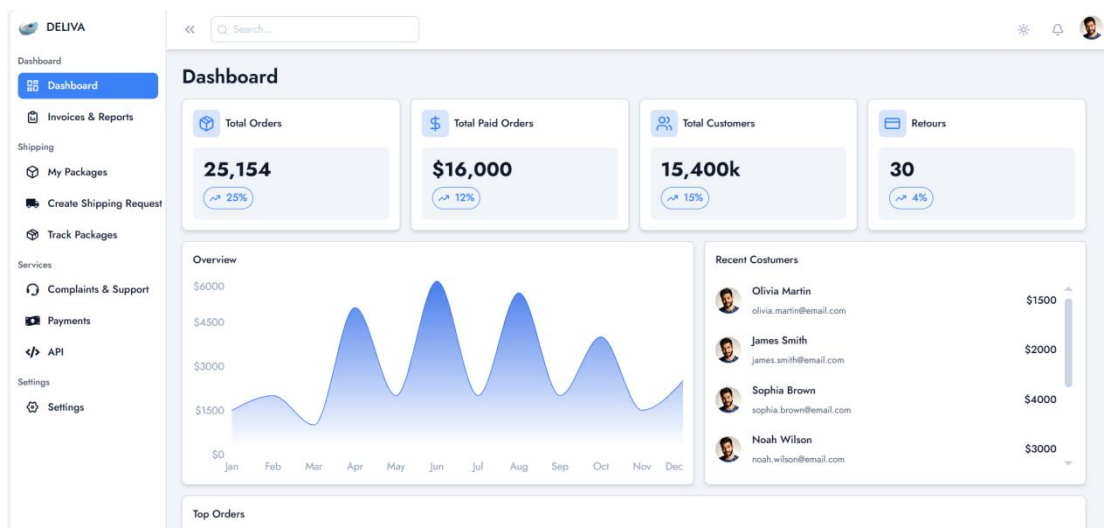 DELIVA
Search...
Dashboard
Dashboard
Invoices & Reports
Shipping
My Packages
Create Shipping Request
Track Packages
Services
Complaints & Support
Payments
API
Settings
Settings
Dashboard
Total Orders
25,154
25%
Total Paid Orders
$16,000
12%
Total Customers
15,400k
15%
Retours
30
4%
Overview
$6000
$4500
$3000
$1500
$0
Jan Feb Mar Apr May Jun Jul Aug Sep Oct Nov Dec
Recent Costumers
Olivia Martin
olivia.martin@email.com
$1500
James Smith
james.smith@email.com
$2000
Sophia Brown
sophia.brown@email.com
$4000
Noah Wilson
noah.wilson@email.com
$3000
Top Orders